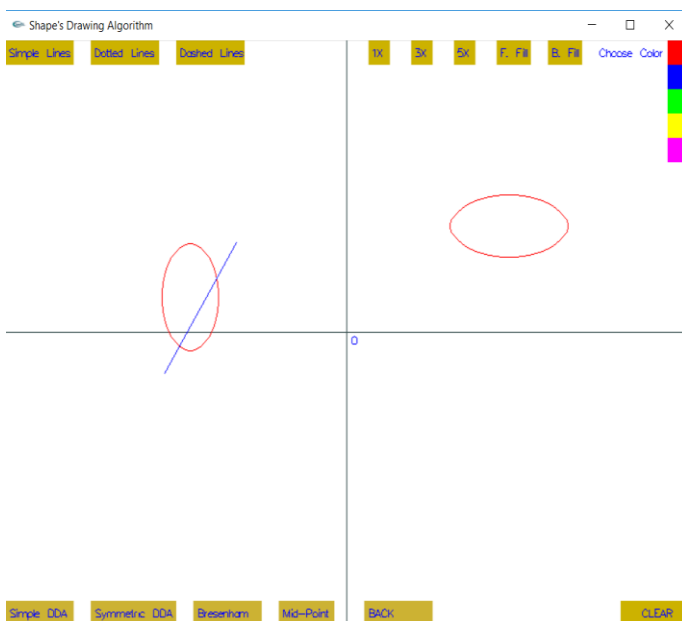 Shape's Drawing Algorithm
Simple Lines Dotted Lines Dashed Lines 1X 3X 5X F. Fill B. Fill Choose Color
O
Simple DDA Symmetric DDA Bresenham Mid-Point BACK CLEAR